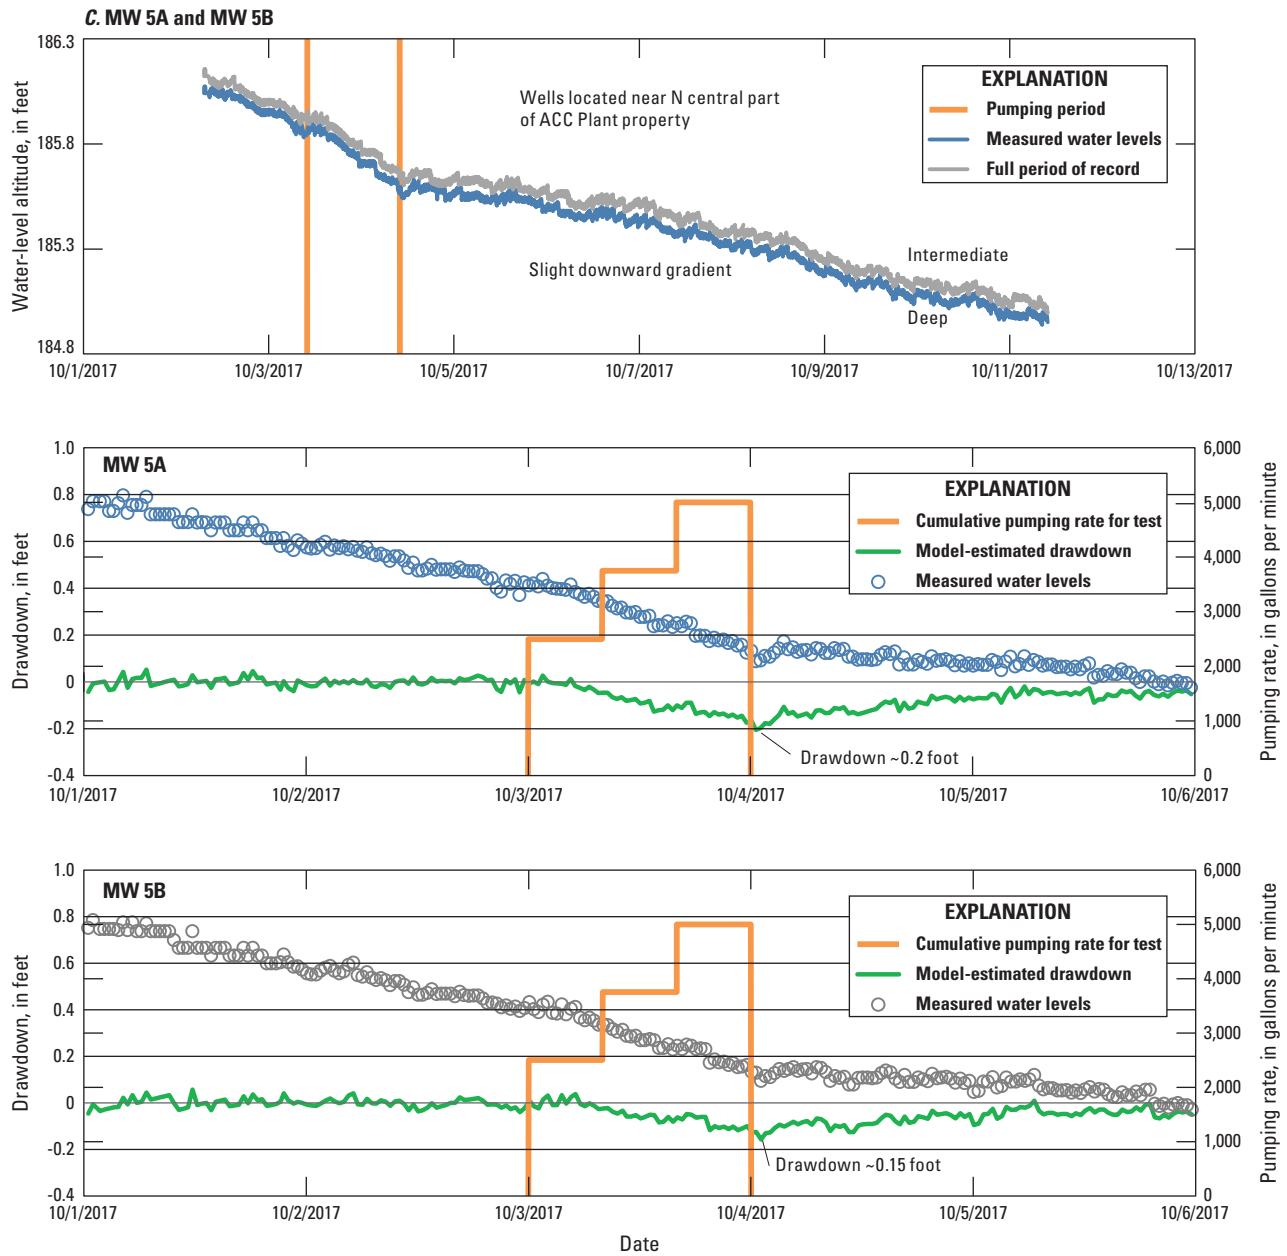 C. MW 5A and MW 5B
186.3
185.8
185.3
184.8
Water-level altitude, in feet
Wells located near N central part
of ACC Plant property
Slight downward gradient
Intermediate
Deep
EXPLANATION
Pumping period
Measured water levels
Full period of record
10/1/2017 10/3/2017 10/5/2017 10/7/2017 10/9/2017 10/11/2017 10/13/2017
MW 5A
1.0
0.8
0.6
0.4
0.2
0
-0.2
-0.4
Drawdown, in feet
EXPLANATION
Cumulative pumping rate for test
Model-estimated drawdown
Measured water levels
Drawdown ~0.2 foot
6,000
5,000
4,000
3,000
2,000
1,000
0
Pumping rate, in gallons per minute
10/1/2017 10/2/2017 10/3/2017 10/4/2017 10/5/2017 10/6/2017
MW 5B
1.0
0.8
0.6
0.4
0.2
0
-0.2
-0.4
Drawdown, in feet
EXPLANATION
Cumulative pumping rate for test
Model-estimated drawdown
Measured water levels
Drawdown ~0.15 foot
6,000
5,000
4,000
3,000
2,000
1,000
0
Pumping rate, in gallons per minute
10/1/2017 10/2/2017 10/3/2017 10/4/2017 10/5/2017 10/6/2017
Date